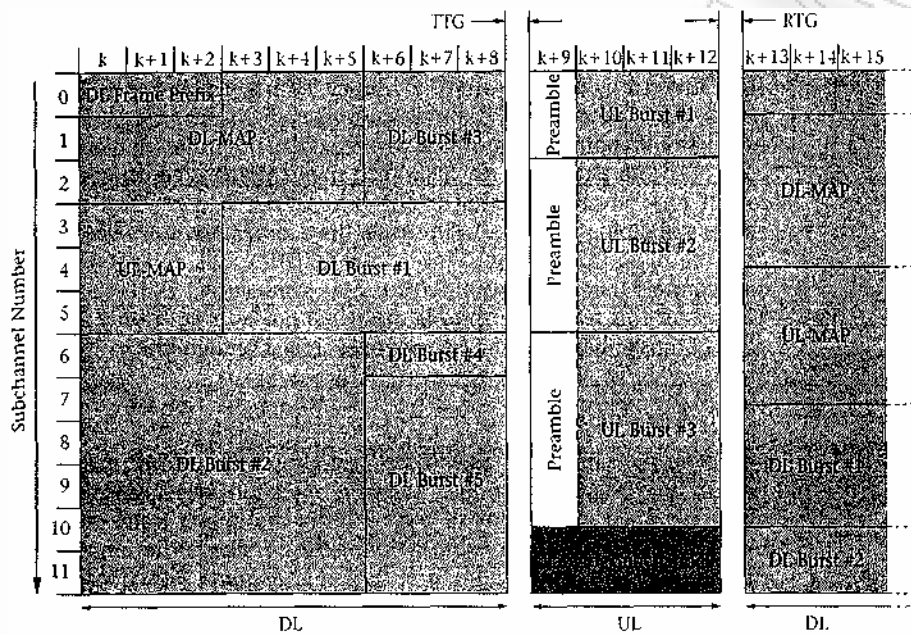 TTG
RTG
k k+1 k+2 k+3 k+4 k+5 k+6 k+7 k+8 k+9 k+10 k+11 k+12 k+13 k+14 k+15
Subchannel Number
0
1
2
3
4
5
6
7
8
9
10
11
DL Frame Prefix
DL-MAP
DL Burst #3
UL-MAP
DL Burst #1
DL Burst #4
DL Burst #2
DL Burst #5
Preamble
UL Burst #1
Preamble
UL Burst #2
Preamble
UL Burst #3
DL-MAP
UL-MAP
DL Burst #1
DL Burst #2
DL
UL
DL